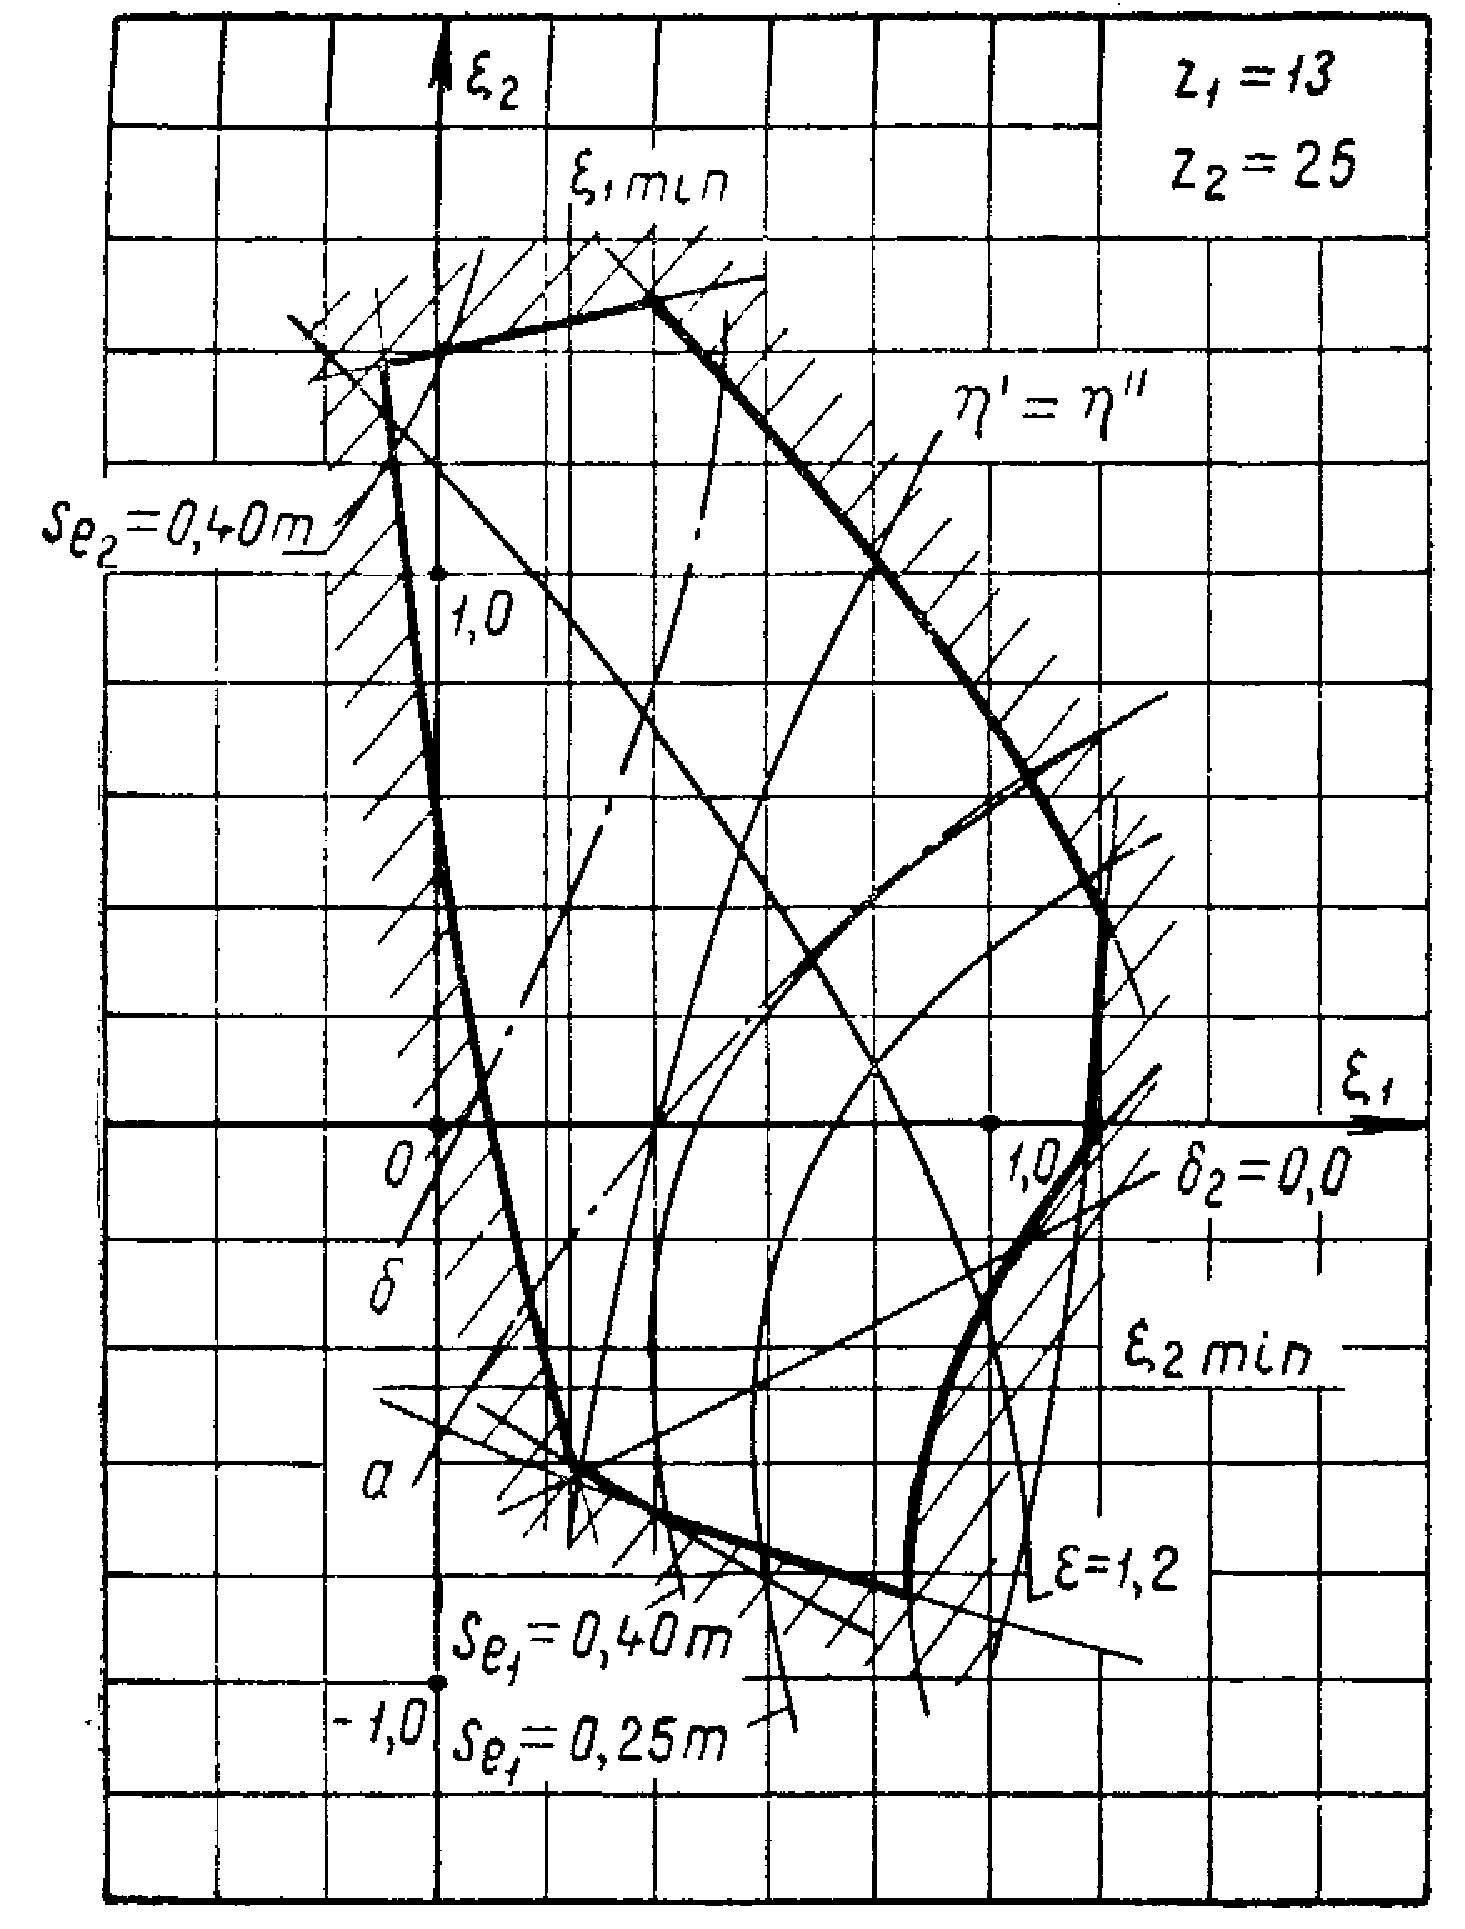 ξ₂
z₁ = 13
z₂ = 25
ξ₁ min
η' = η"
sₑ₂ = 0,40m
1,0
ξ₁
0
1,0
δ₂ = 0,0
б
ξ₂ min
a
ε = 1,2
sₑ₁ = 0,40m
-1,0
sₑ₁ = 0,25m